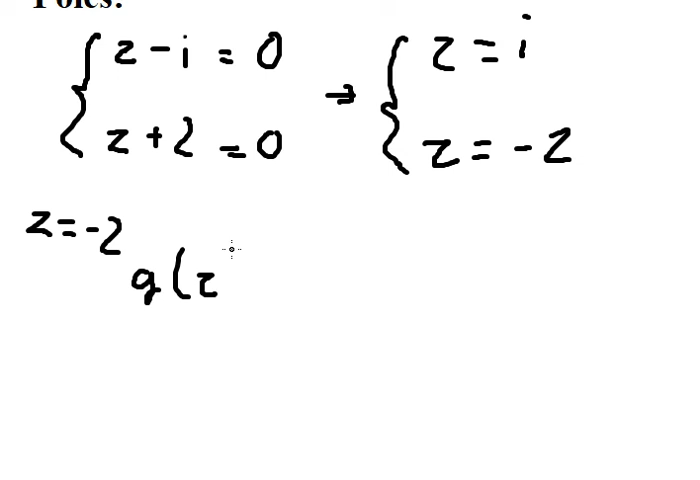 Poles:
z - i = 0 → z = i
z + 2 = 0 z = -2
z = -2
g(z